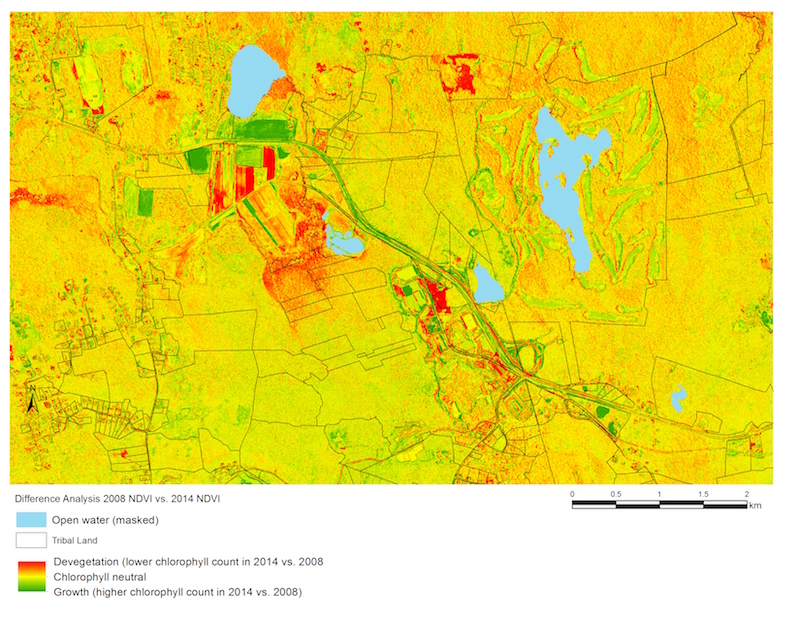 N
Difference Analysis 2008 NDVI vs. 2014 NDVI
0 0.5 1 1.5 2
km
Open water (masked)
Tribal Land
Devegetation (lower chlorophyll count in 2014 vs. 2008
Chlorophyll neutral
Growth (higher chlorophyll count in 2014 vs. 2008)